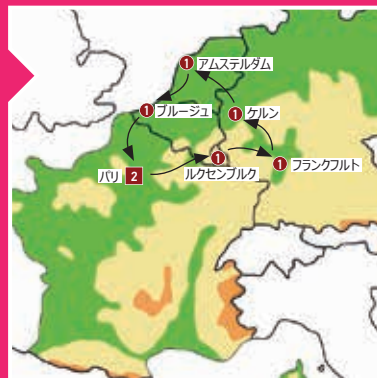 1 アムステルダム
1 ブルージュ
1 ケルン
パリ 2
1
ルクセンブルク
1 フランクフルト